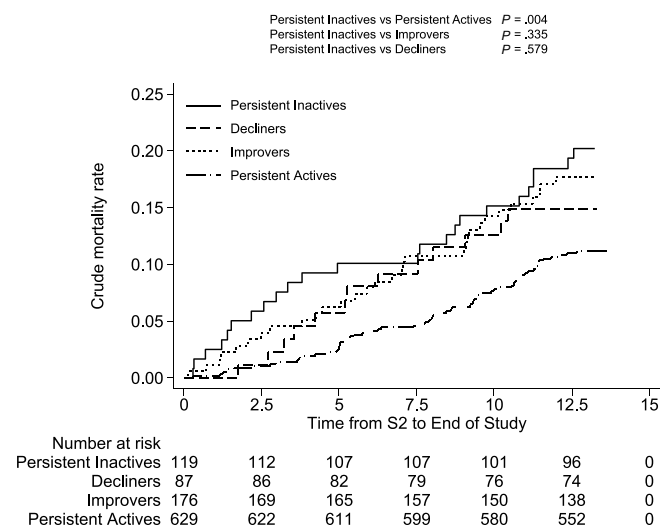 Persistent Inactives vs Persistent Actives P = .004
Persistent Inactives vs Improvers P = .335
Persistent Inactives vs Decliners P = .579
0.25
0.20
0.15
0.10
0.05
0.00
Crude mortality rate
Persistent Inactives
Decliners
Improvers
Persistent Actives
0 2.5 5 7.5 10 12.5 15
Time from S2 to End of Study
Number at risk
Persistent Inactives 119 112 107 107 101 96 0
Decliners 87 86 82 79 76 74 0
Improvers 176 169 165 157 150 138 0
Persistent Actives 629 622 611 599 580 552 0